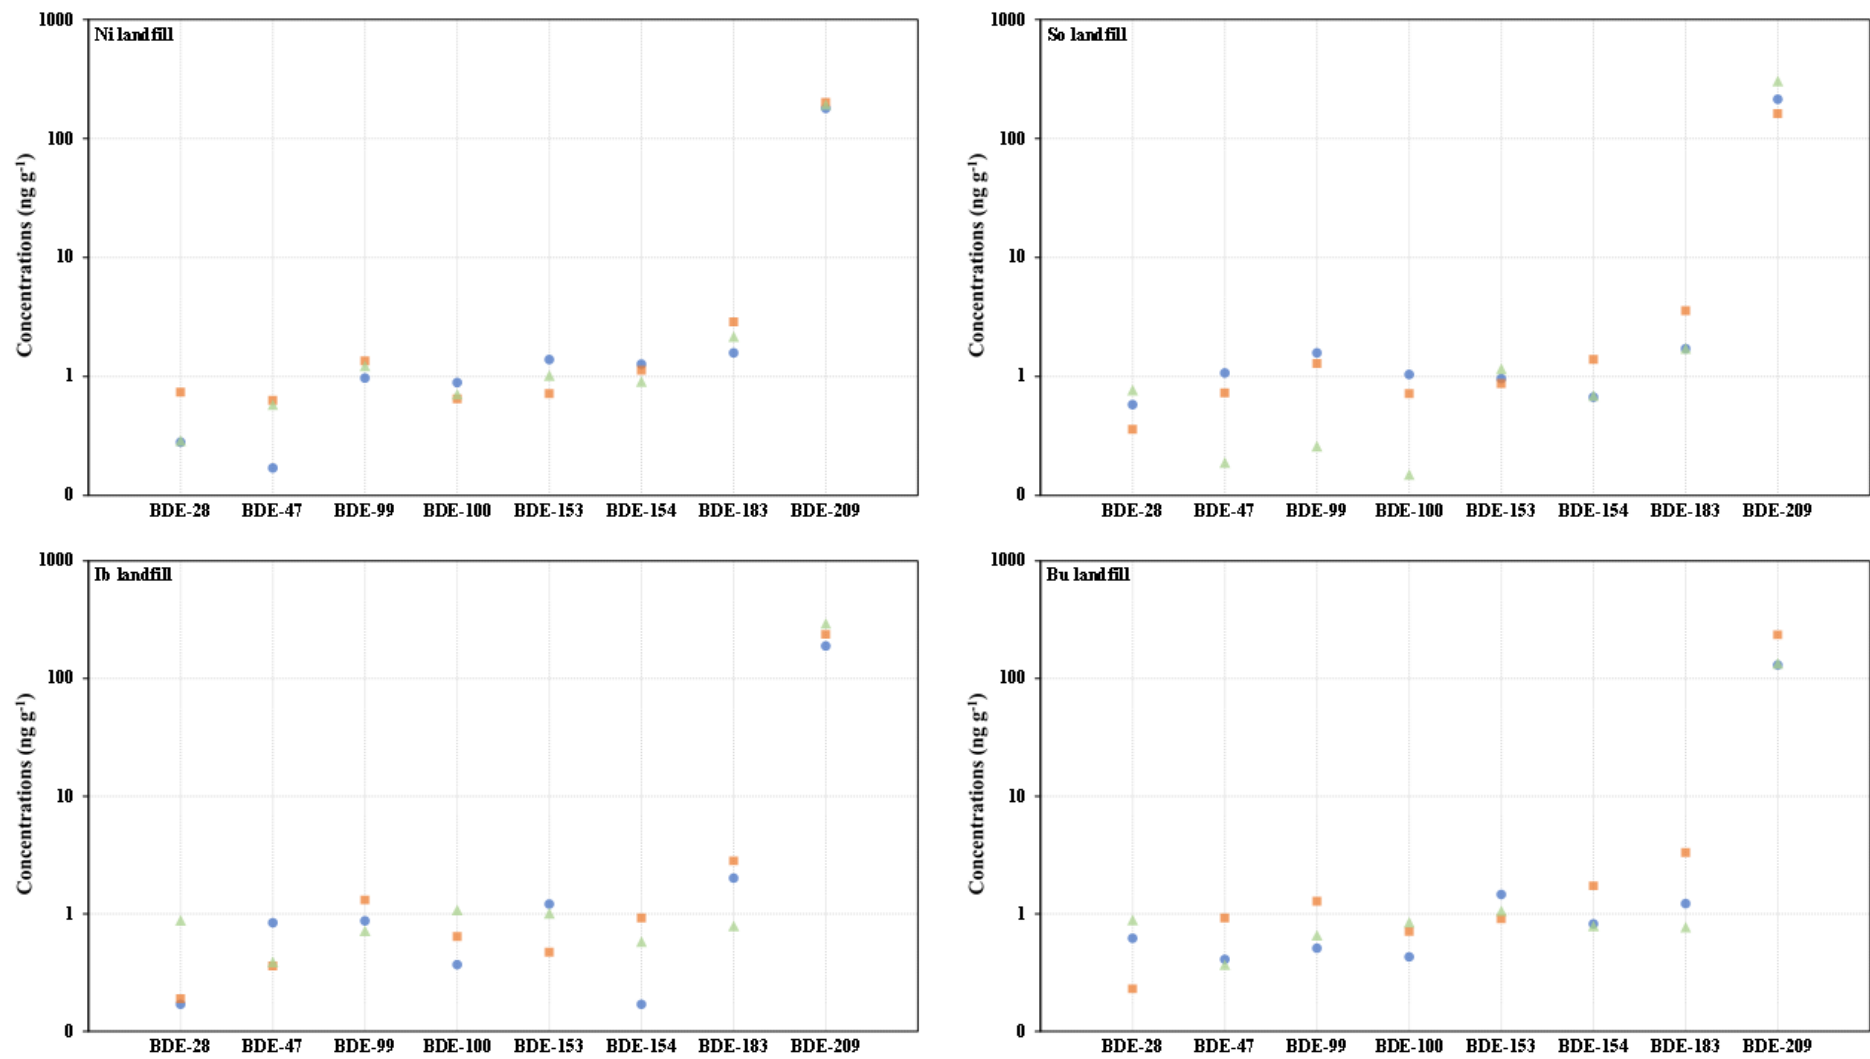 Ni landfill
Concentrations (ng g⁻¹)
1000
100
10
1
0
BDE-28 BDE-47 BDE-99 BDE-100 BDE-153 BDE-154 BDE-183 BDE-209
So landfill
Concentrations (ng g⁻¹)
1000
100
10
1
0
BDE-28 BDE-47 BDE-99 BDE-100 BDE-153 BDE-154 BDE-183 BDE-209
Ib landfill
Concentrations (ng g⁻¹)
1000
100
10
1
0
BDE-28 BDE-47 BDE-99 BDE-100 BDE-153 BDE-154 BDE-183 BDE-209
Bu landfill
Concentrations (ng g⁻¹)
1000
100
10
1
0
BDE-28 BDE-47 BDE-99 BDE-100 BDE-153 BDE-154 BDE-183 BDE-209